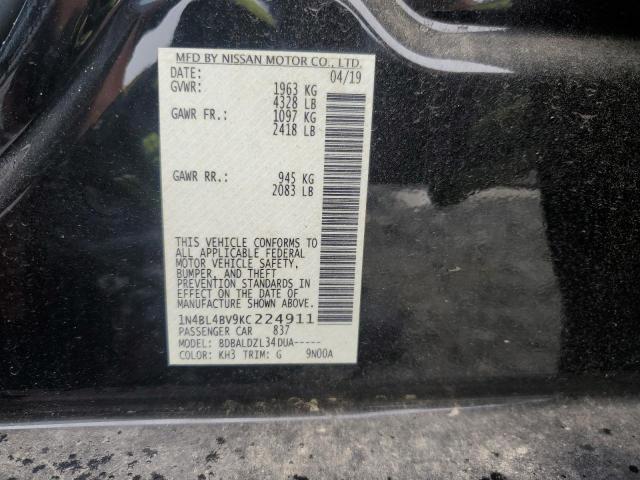 MFD BY NISSAN MOTOR CO., LTD.
DATE: 04/19
GVWR: 1963 KG
4328 LB
GAWR FR.: 1097 KG
2418 LB
GAWR RR.: 945 KG
2083 LB
THIS VEHICLE CONFORMS TO
ALL APPLICABLE FEDERAL
MOTOR VEHICLE SAFETY,
BUMPER, AND THEFT
PREVENTION STANDARDS IN
EFFECT ON THE DATE OF
MANUFACTURE SHOWN ABOVE.
1N4BL4BV9KC224911
PASSENGER CAR 837
MODEL: BDBALDZL34DUA-----
COLOR: KH3 TRIM: G 9N00A